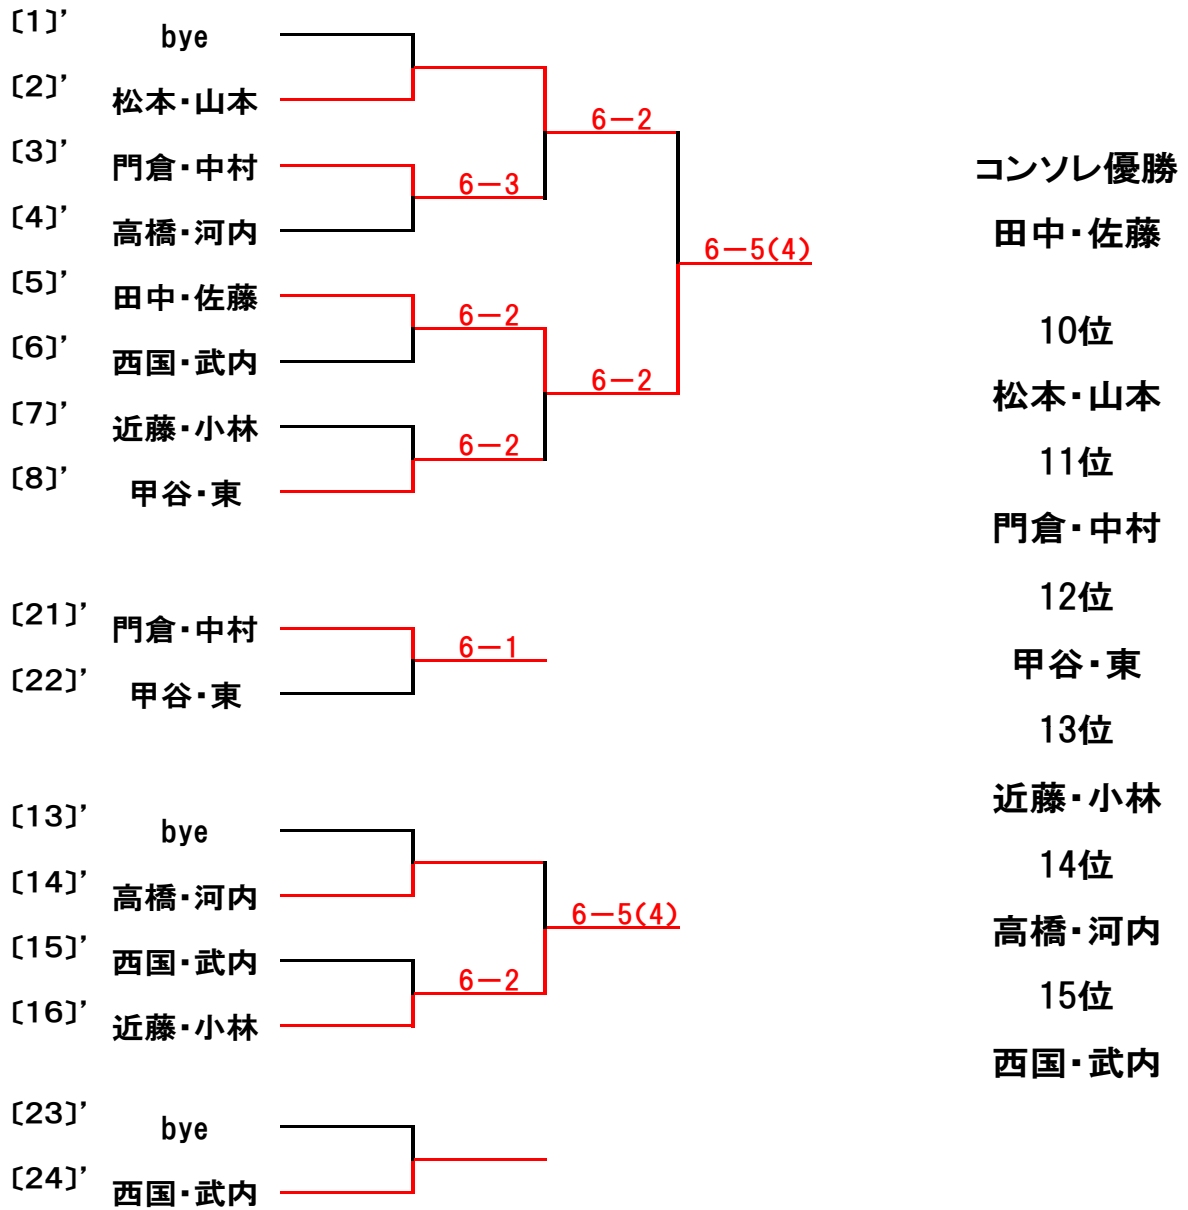 [1]’ bye
[2]’ 松本・山本
6－2
[3]’ 門倉・中村
6－3
[4]’ 高橋・河内
6－5(4)
[5]’ 田中・佐藤
6－2
[6]’ 西国・武内
6－2
[7]’ 近藤・小林
6－2
[8]’ 甲谷・東
[21]’ 門倉・中村
6－1
[22]’ 甲谷・東
[13]’ bye
[14]’ 高橋・河内
6－5(4)
[15]’ 西国・武内
6－2
[16]’ 近藤・小林
[23]’ bye
[24]’ 西国・武内
コンソレ優勝
田中・佐藤
10位
松本・山本
11位
門倉・中村
12位
甲谷・東
13位
近藤・小林
14位
高橋・河内
15位
西国・武内